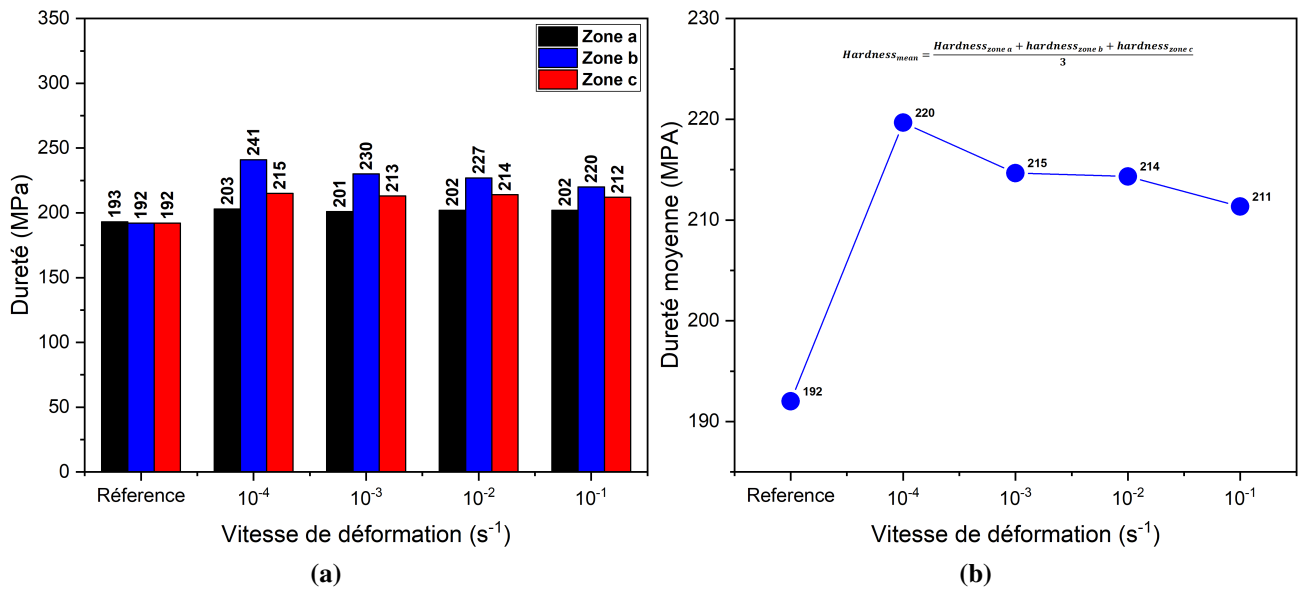 350
300
250
200
150
100
50
0
Dureté (MPa)
Zone a
Zone b
Zone c
193 192 192
203 241 215
201 230 213
202 227 214
202 220 212
Réference 10⁻⁴ 10⁻³ 10⁻² 10⁻¹
Vitesse de déformation (s⁻¹)
(a)
230
220
210
200
190
Dureté moyenne (MPA)
Hardness_mean = (Hardness_zone a + hardness_zone b + hardness_zone c) / 3
192
220
215
214
211
Reference 10⁻⁴ 10⁻³ 10⁻² 10⁻¹
Vitesse de déformation (s⁻¹)
(b)